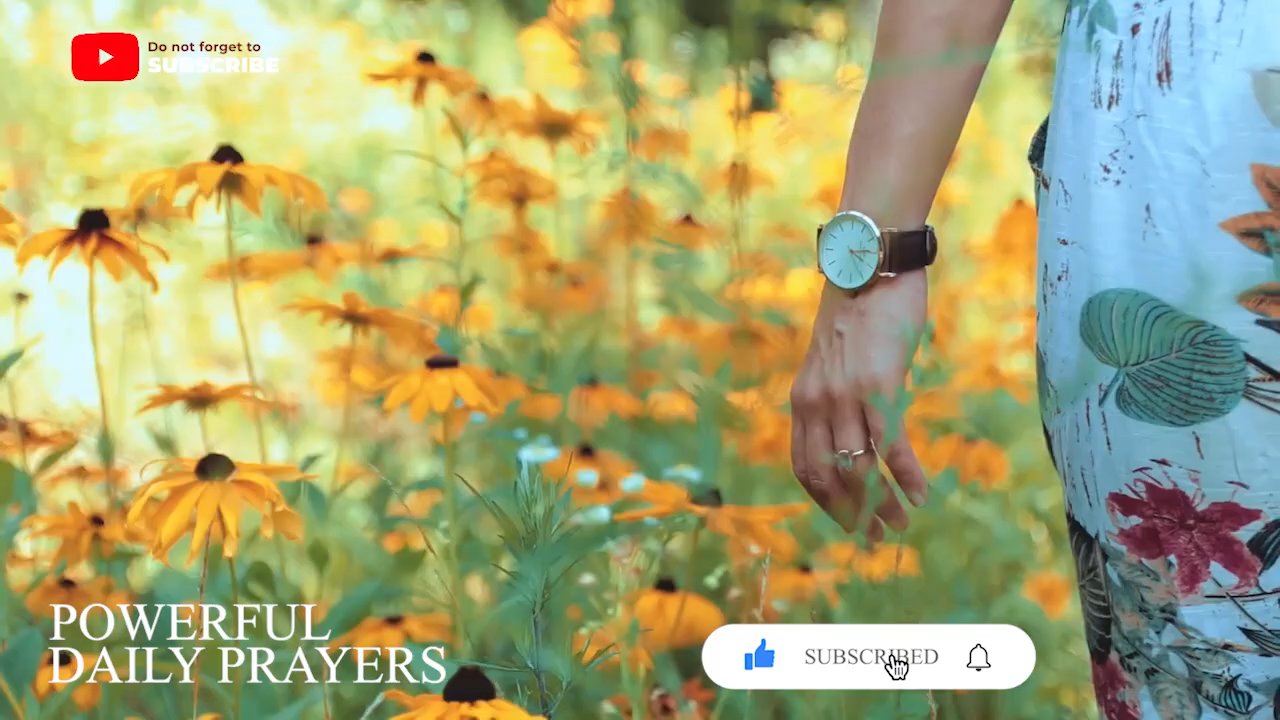 Do not forget to
SUBSCRIBE
POWERFUL
DAILY PRAYERS
SUBSCRIBED